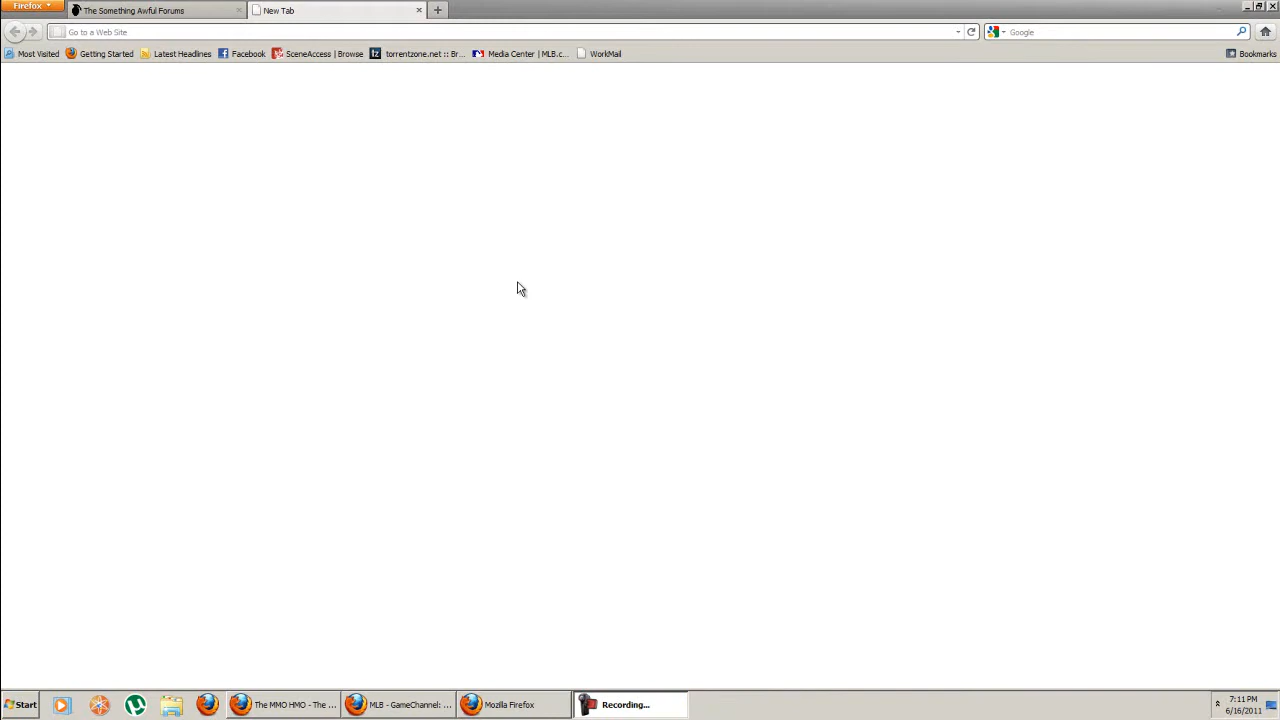 Firefox
The Something Awful Forums
New Tab
Go to a Web Site
Google
Most Visited
Getting Started
Latest Headlines
Facebook
SceneAccess | Browse
tz
torrentzone.net :: Br...
Media Center | MLB.c...
WorkMail
Bookmarks
Start
The MMO HMO - The ...
MLB - GameChannel: ...
Mozilla Firefox
Recording...
7:11 PM
6/16/2011